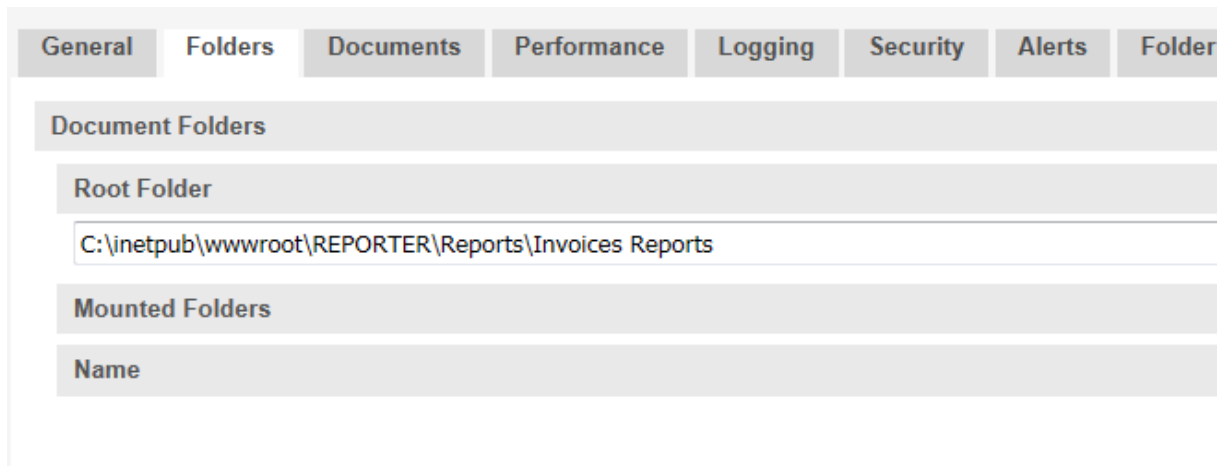 General Folders Documents Performance Logging Security Alerts Folder
Document Folders
Root Folder
C:\inetpub\wwwroot\REPORTER\Reports\Invoices Reports
Mounted Folders
Name